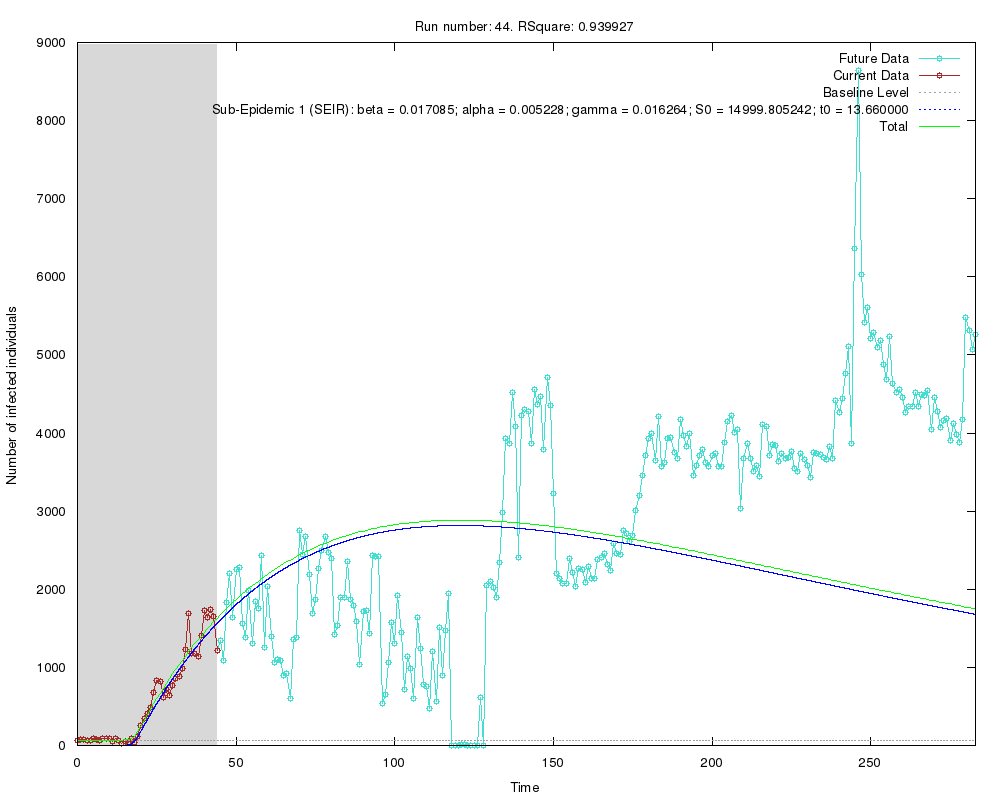 Run number: 44. RSquare: 0.939927
9000
8000
7000
6000
5000
4000
3000
2000
1000
0
0
50
100
150
200
250
Number of infected individuals
Time
Future Data
Current Data
Baseline Level
Sub-Epidemic 1 (SEIR): beta = 0.017085; alpha = 0.005228; gamma = 0.016264; S0 = 14999.805242; t0 = 13.660000
Total